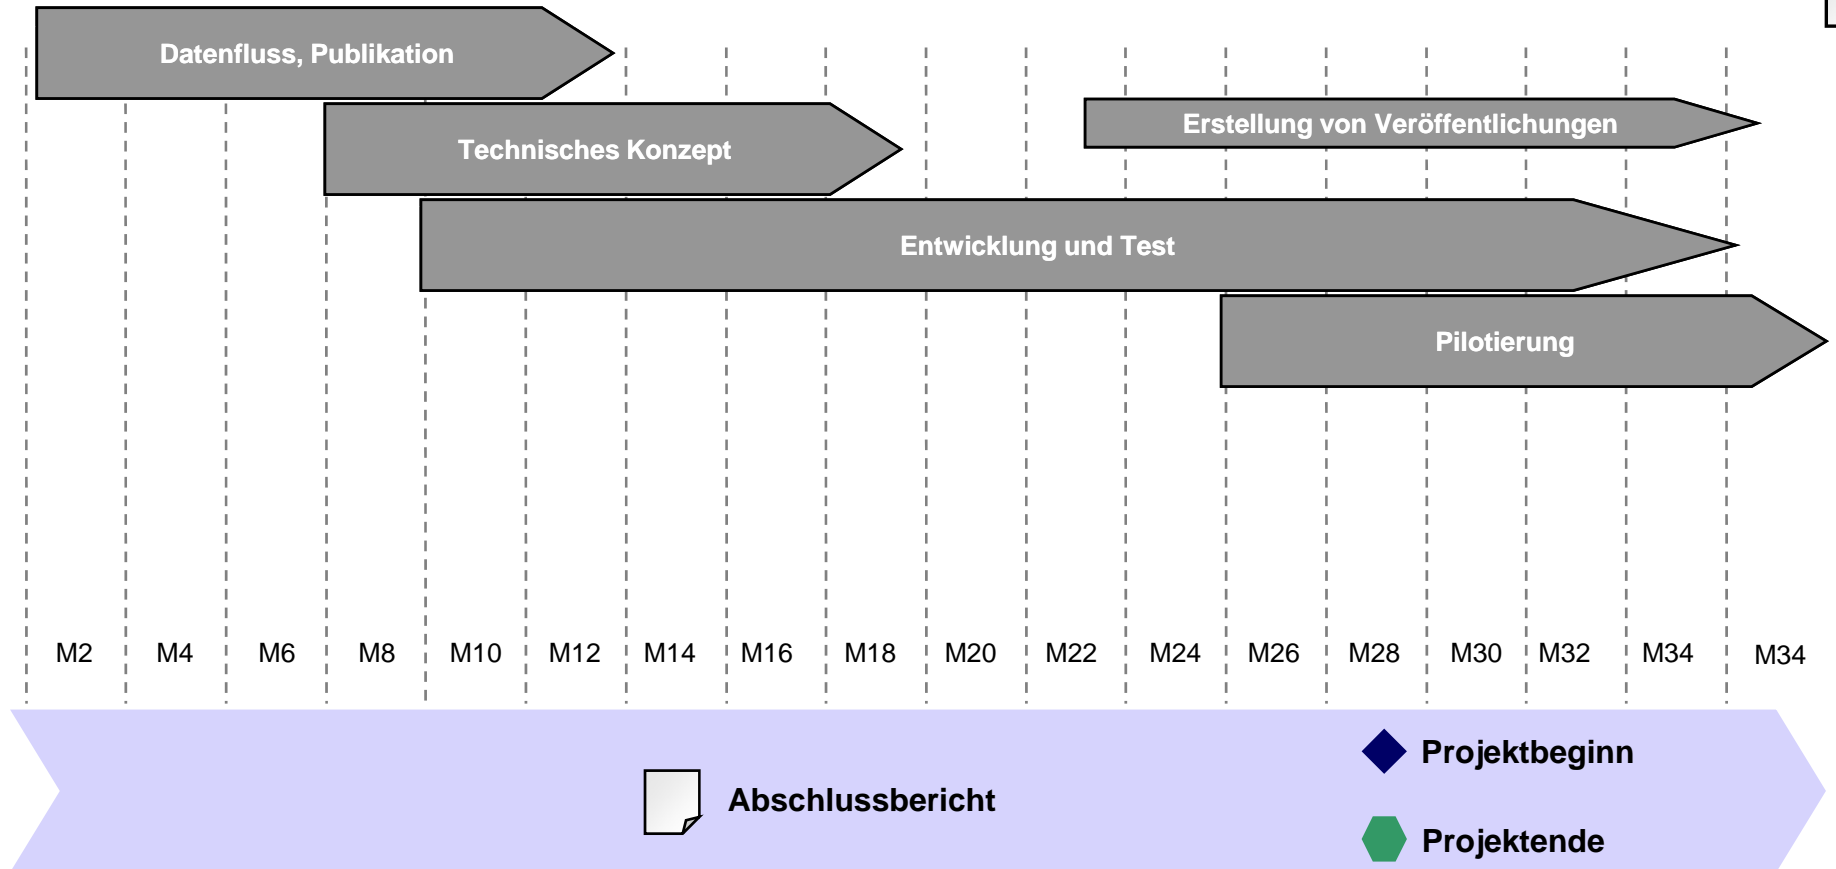 Datenfluss, Publikation
Erstellung von Veröffentlichungen
Technisches Konzept
Entwicklung und Test
Pilotierung
M2 M4 M6 M8 M10 M12 M14 M16 M18 M20 M22 M24 M26 M28 M30 M32 M34 M34
Projektbeginn
Abschlussbericht
Projektende